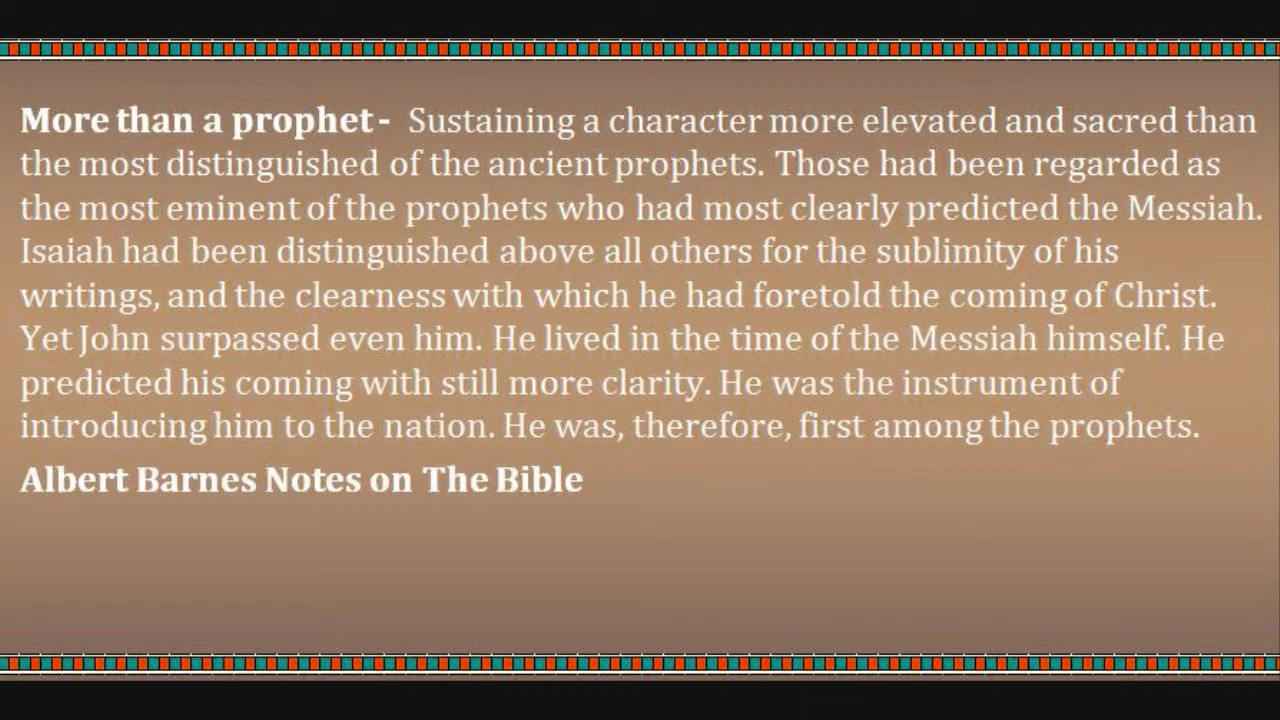 More than a prophet - Sustaining a character more elevated and sacred than
the most distinguished of the ancient prophets. Those had been regarded as
the most eminent of the prophets who had most clearly predicted the Messiah.
Isaiah had been distinguished above all others for the sublimity of his
writings, and the clearness with which he had foretold the coming of Christ.
Yet John surpassed even him. He lived in the time of the Messiah himself. He
predicted his coming with still more clarity. He was the instrument of
introducing him to the nation. He was, therefore, first among the prophets.
Albert Barnes Notes on The Bible